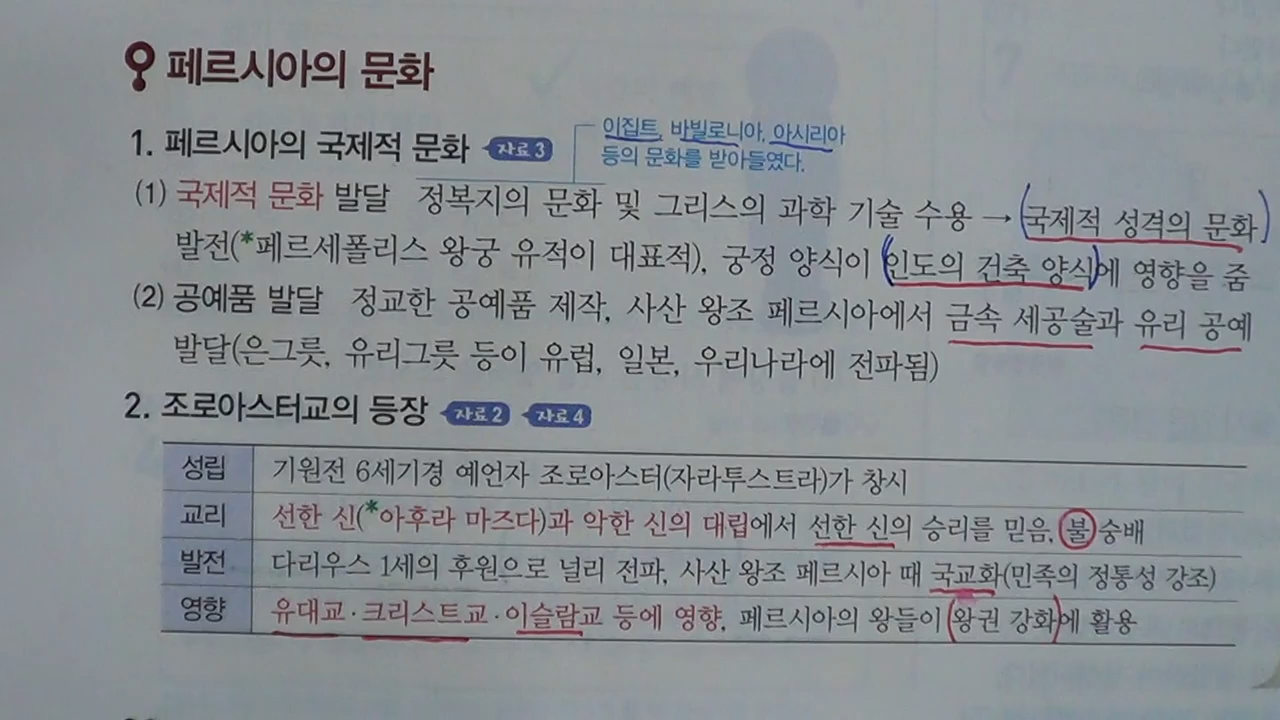 페르시아의 문화
1. 페르시아의 국제적 문화 자료 3
이집트, 바빌로니아, 아시리아
등의 문화를 받아들였다.
(1) 국제적 문화 발달 정복지의 문화 및 그리스의 과학 기술 수용 → 국제적 성격의 문화
발전(*페르세폴리스 왕궁 유적이 대표적), 궁정 양식이 인도의 건축 양식에 영향을 줌
(2) 공예품 발달 정교한 공예품 제작, 사산 왕조 페르시아에서 금속 세공술과 유리 공예
발달(은그릇, 유리그릇 등이 유럽, 일본, 우리나라에 전파됨)
2. 조로아스터교의 등장 자료 2 자료 4
성립 기원전 6세기경 예언자 조로아스터(자라투스트라)가 창시
교리 선한 신(*아후라 마즈다)과 악한 신의 대립에서 선한 신의 승리를 믿음, 불 숭배
발전 다리우스 1세의 후원으로 널리 전파, 사산 왕조 페르시아 때 국교화(민족의 정통성 강조)
영향 유대교·크리스트교·이슬람교 등에 영향, 페르시아의 왕들이 왕권 강화에 활용